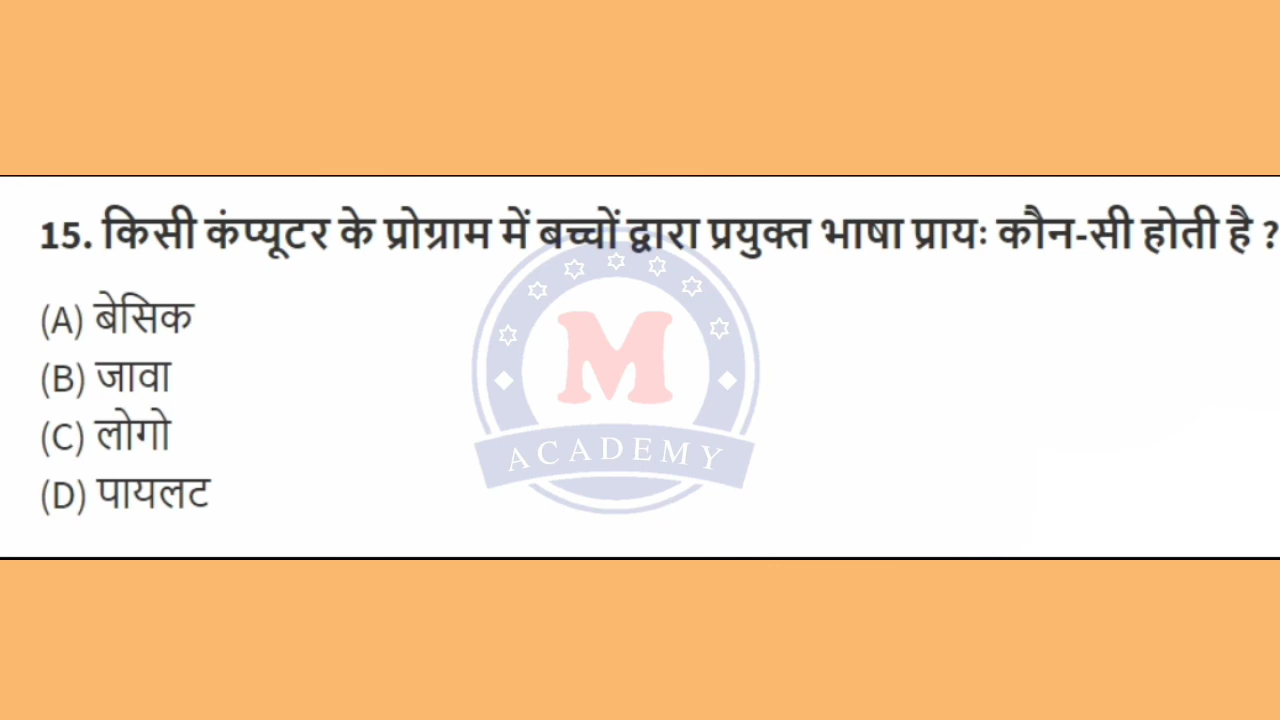 15. किसी कंप्यूटर के प्रोग्राम में बच्चों द्वारा प्रयुक्त भाषा प्रायः कौन-सी होती है ?
(A) बेसिक
(B) जावा
(C) लोगो
(D) पायलट
M
ACADEMY